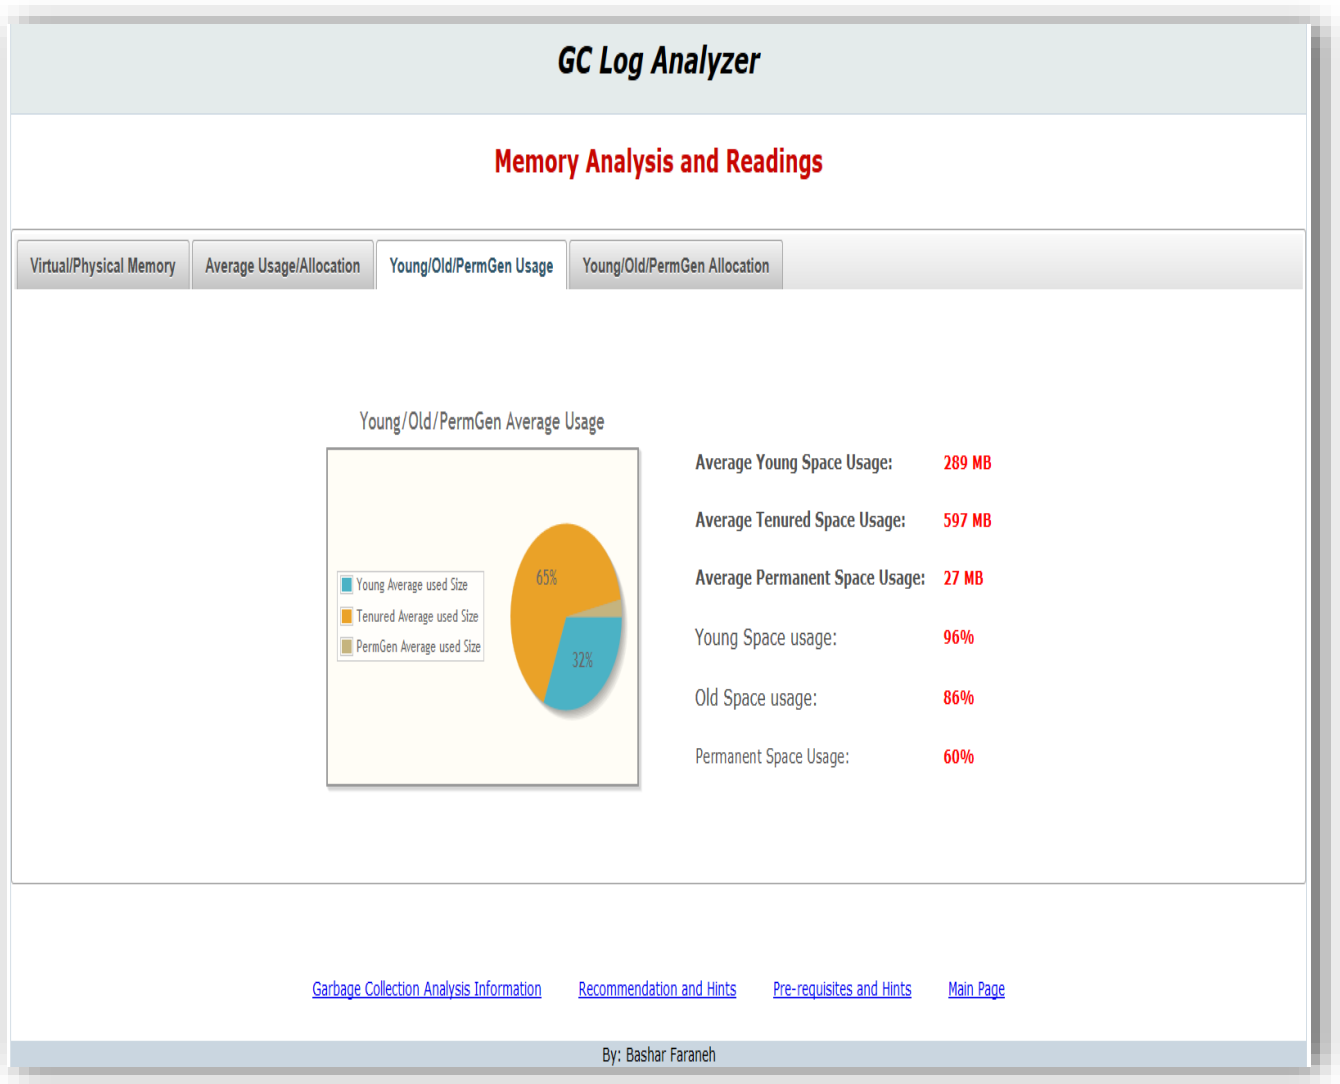 GC Log Analyzer
Memory Analysis and Readings
Virtual/Physical Memory
Average Usage/Allocation
Young/Old/PermGen Usage
Young/Old/PermGen Allocation
Young/Old/PermGen Average Usage
65%
32%
Young Average used Size
Tenured Average used Size
PermGen Average used Size
Average Young Space Usage: 289 MB
Average Tenured Space Usage: 597 MB
Average Permanent Space Usage: 27 MB
Young Space usage: 96%
Old Space usage: 86%
Permanent Space Usage: 60%
Garbage Collection Analysis Information
Recommendation and Hints
Pre-requisites and Hints
Main Page
By: Bashar Faraneh